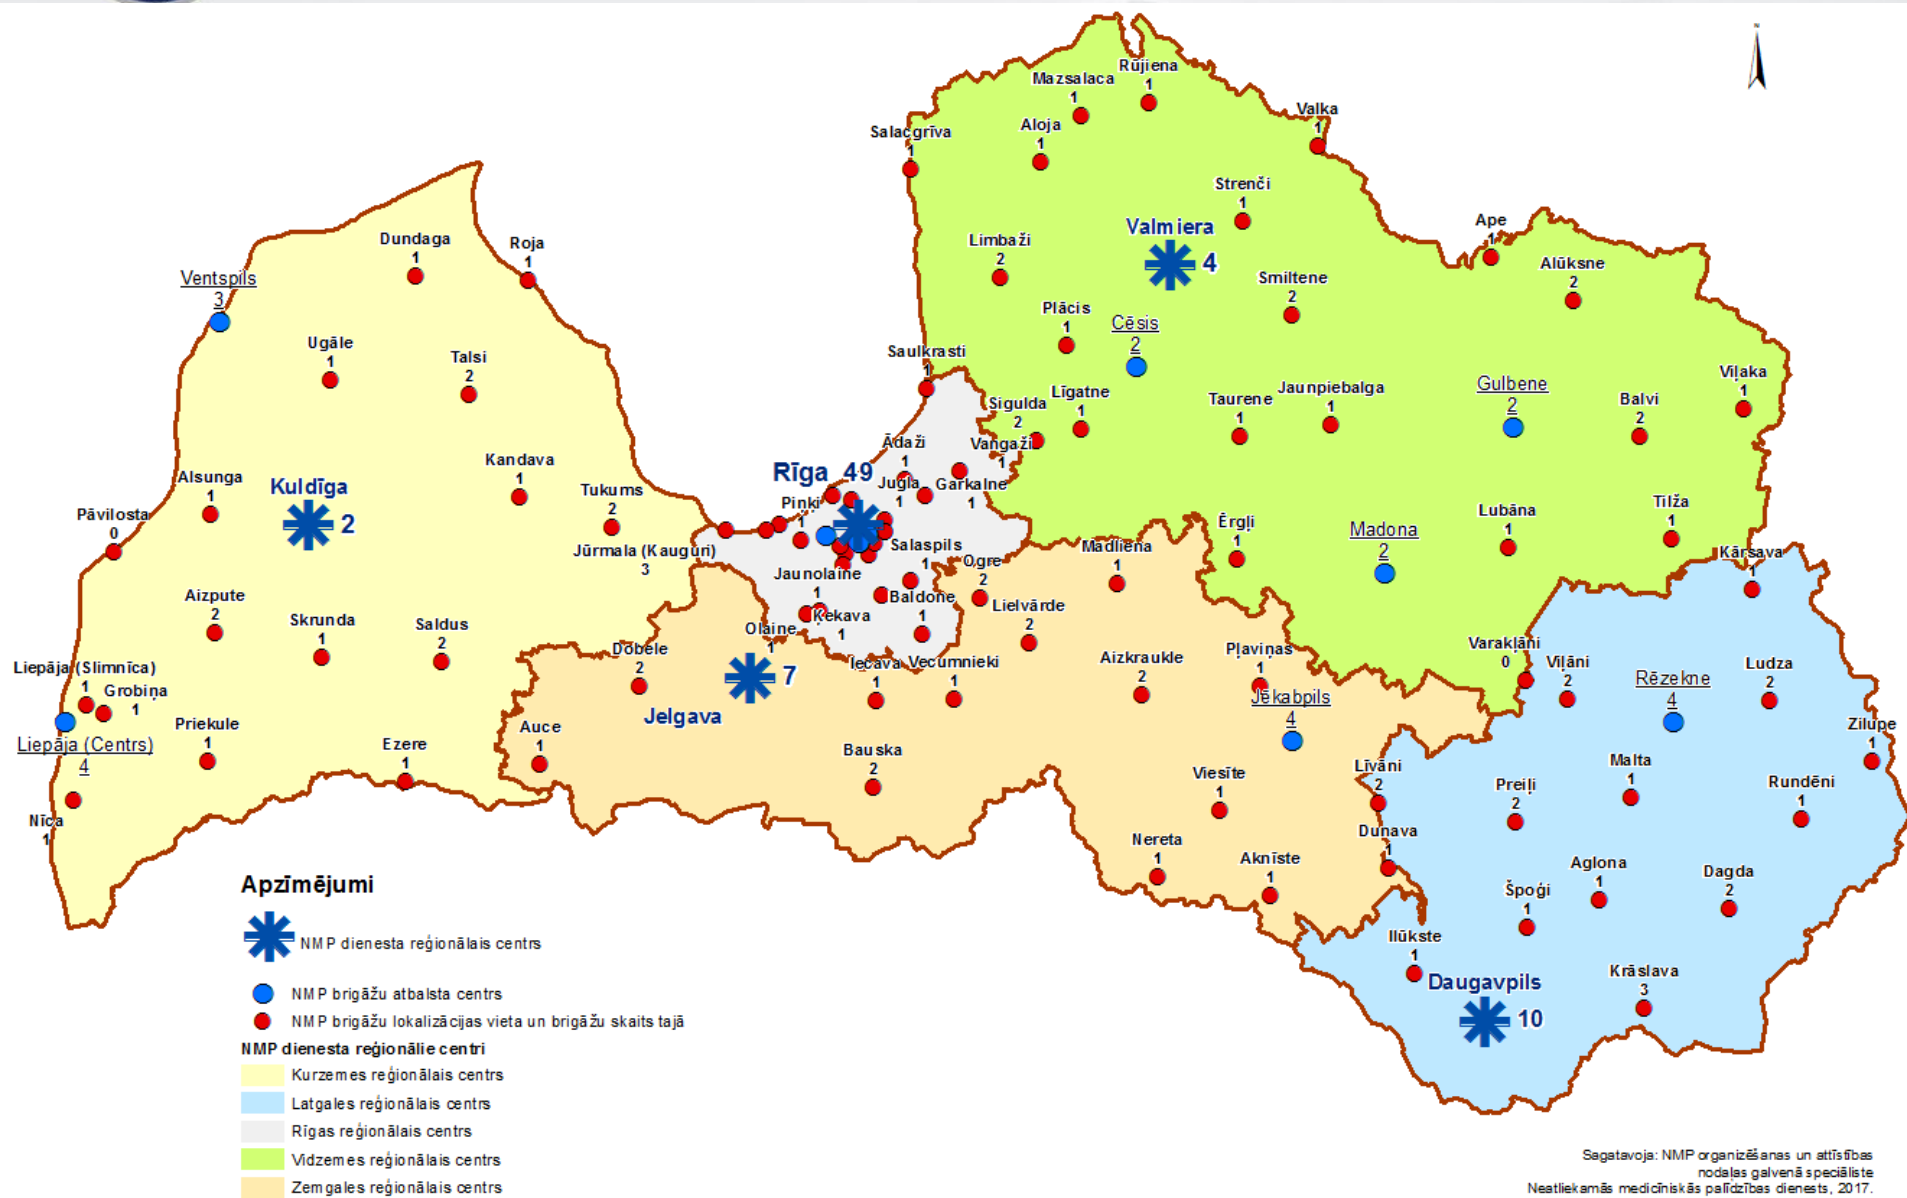 Mazsalaca
1
Rūjiena
1
Valka
1
Salacgrīva
1
Aloja
1
Strenči
1
Ape
1
Valmiera
4
Limbaži
2
Alūksne
2
Smiltene
2
Dundaga
1
Roja
1
Ventspils
3
Plācis
1
Cēsis
2
Ugāle
1
Talsi
2
Saulkrasti
1
Sigulda
2
Līgatne
1
Taurene
1
Jaunpiebalga
1
Gulbene
2
Balvi
2
Viļaka
1
Ādaži
1
Vangaži
1
Rīga 49
Jugla
1
Garkalne
1
Piņķi
1
Kandava
1
Tukums
2
Alsunga
1
Kuldīga
2
Pāvilosta
0
Jūrmala (Kauguri)
3
Salaspils
1
Ogre
2
Madliena
1
Ērgļi
1
Madona
2
Lubāna
1
Tilža
1
Kārsava
1
Jaunolaine
1
Baldone
1
Ķekava
1
Olaine
1
Lielvārde
2
Aizpute
2
Skrunda
1
Saldus
2
Dobele
2
7
Jelgava
Iecava
1
Vecumnieki
1
Aizkraukle
2
Pļaviņas
1
Jēkabpils
4
Varakļāni
0
Viļāni
2
Rēzekne
4
Ludza
2
Zilupe
1
Liepāja (Slimnīca)
1
Grobiņa
1
Liepāja (Centrs)
4
Priekule
1
Ezere
1
Auce
1
Bauska
2
Viesīte
1
Līvāni
2
Preiļi
2
Malta
1
Rundēni
1
Nīca
1
Nereta
1
Aknīste
1
Dunava
1
Špoģi
1
Aglona
1
Dagda
2
Ilūkste
1
Daugavpils
10
Krāslava
3
N
Apzīmējumi
NMP dienesta reģionālais centrs
NMP brigāžu atbalsta centrs
NMP brigāžu lokalizācijas vieta un brigāžu skaits tajā
NMP dienesta reģionālie centri
Kurzemes reģionālais centrs
Latgales reģionālais centrs
Rīgas reģionālais centrs
Vidzemes reģionālais centrs
Zemgales reģionālais centrs
Sagatavoja: NMP organizēšanas un attīstības
nodaļas galvenā speciāliste
Neatliekamās medicīniskās palīdzības dienests, 2017.